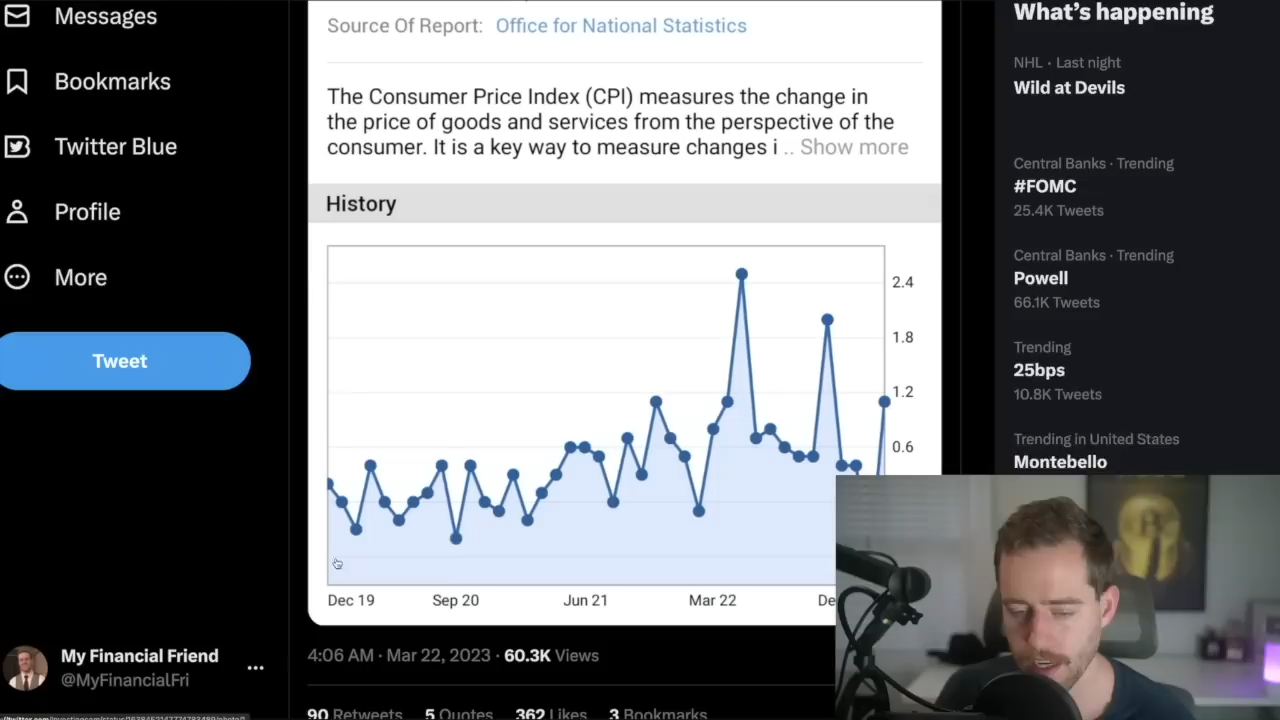 Messages
Bookmarks
Twitter Blue
Profile
More
Tweet
My Financial Friend
@MyFinancialFri
Source Of Report: Office for National Statistics
The Consumer Price Index (CPI) measures the change in
the price of goods and services from the perspective of the
consumer. It is a key way to measure changes i .. Show more
History
2.4
1.8
1.2
0.6
Dec 19
Sep 20
Jun 21
Mar 22
De
4:06 AM · Mar 22, 2023 · 60.3K Views
90 Retweets 5 Quotes 362 Likes 3 Bookmarks
What's happening
NHL · Last night
Wild at Devils
Central Banks · Trending
#FOMC
25.4K Tweets
Central Banks · Trending
Powell
66.1K Tweets
Trending
25bps
10.8K Tweets
Trending in United States
Montebello